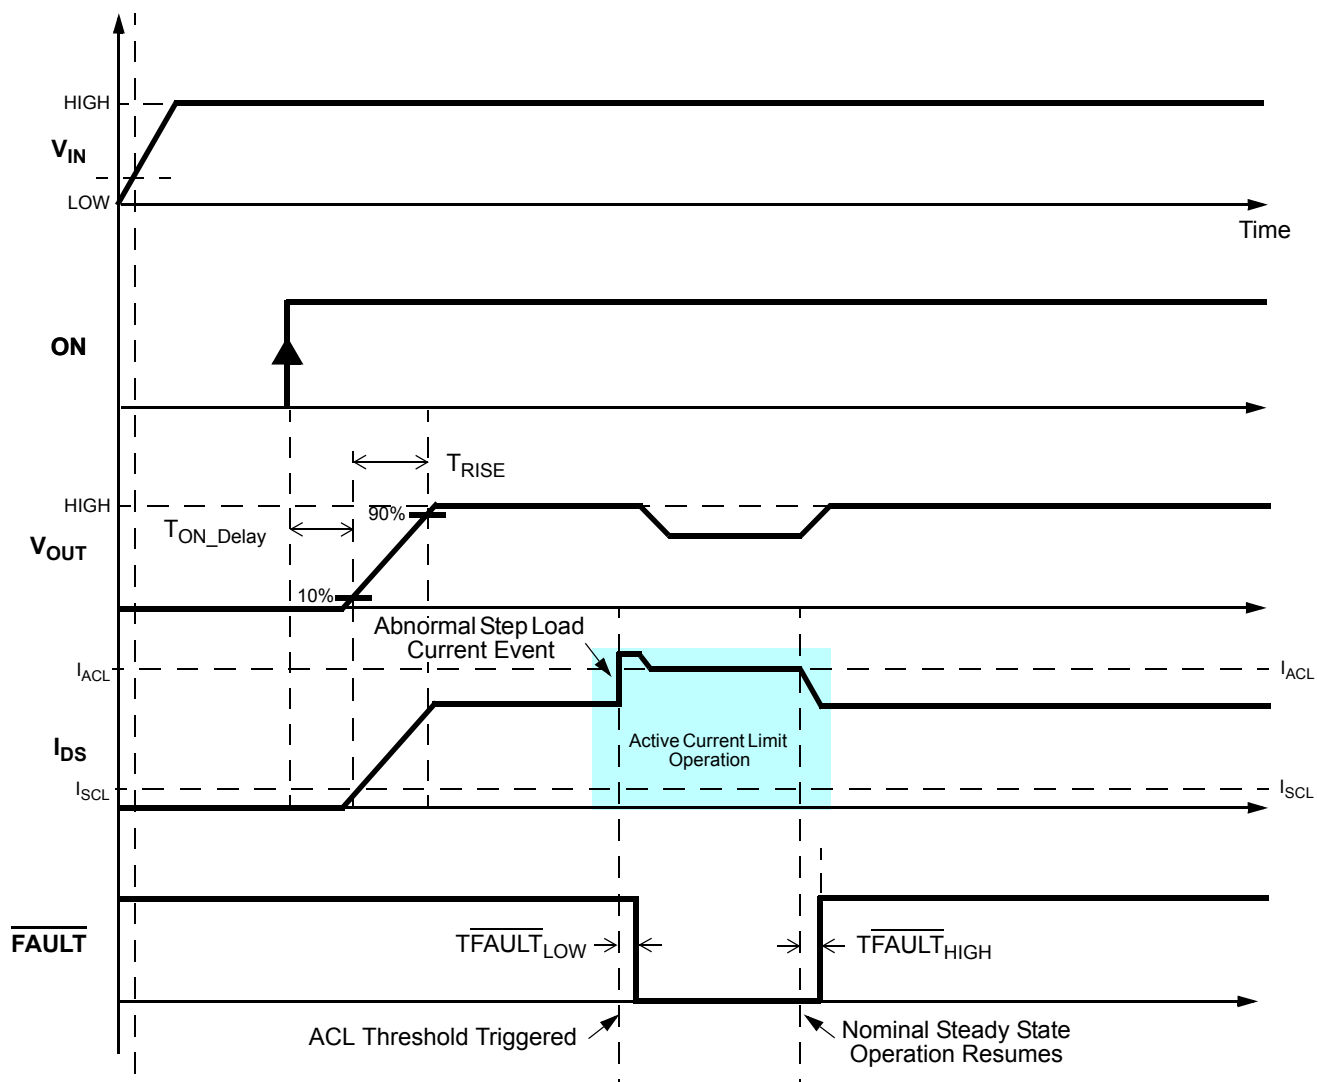 HIGH
VIN
LOW
Time
ON
TRISE
HIGH
90%
TON_Delay
VOUT
10%
Abnormal Step Load
Current Event
IACL
IACL
Active Current Limit
Operation
IDS
ISCL
ISCL
FAULT
TFAULTLOW
TFAULTHIGH
ACL Threshold Triggered
Nominal Steady State
Operation Resumes